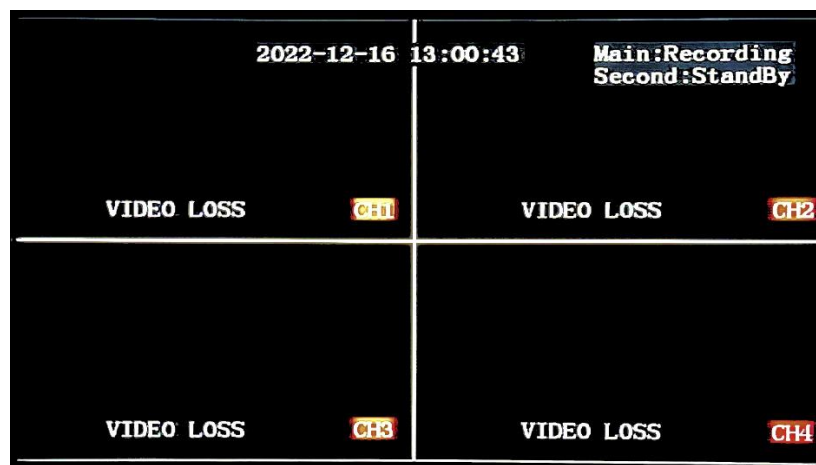 2022-12-16 13:00:43 Main:Recording
Second:StandBy
VIDEO LOSS CH1 VIDEO LOSS CH2
VIDEO LOSS CH3 VIDEO LOSS CH4